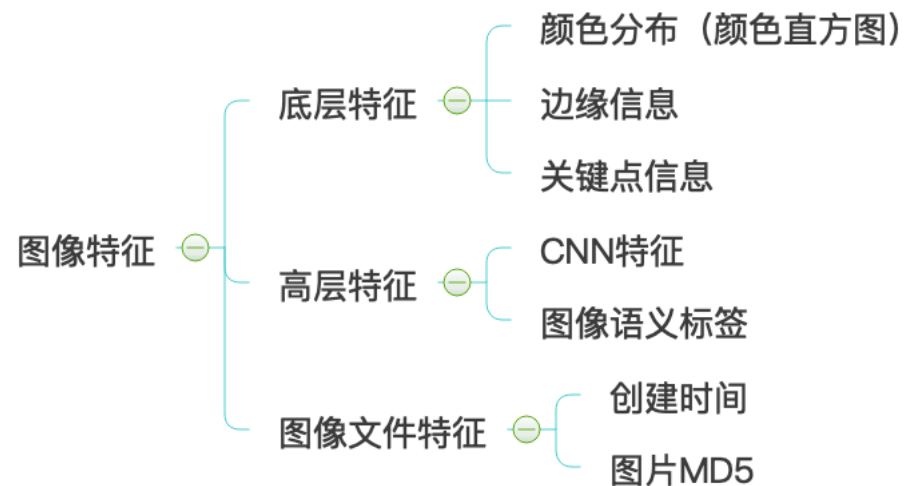 图像特征
底层特征
颜色分布（颜色直方图）
边缘信息
关键点信息
高层特征
CNN特征
图像语义标签
图像文件特征
创建时间
图片MD5